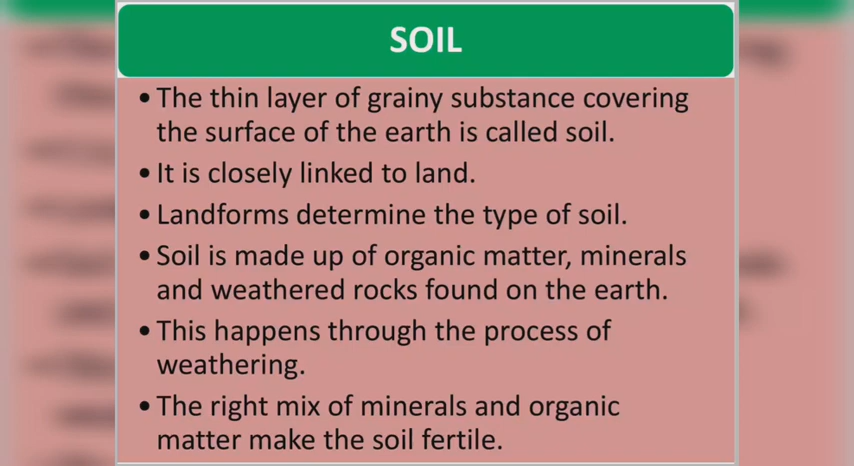 SOIL
• The thin layer of grainy substance covering
the surface of the earth is called soil.
• It is closely linked to land.
• Landforms determine the type of soil.
• Soil is made up of organic matter, minerals
and weathered rocks found on the earth.
• This happens through the process of
weathering.
• The right mix of minerals and organic
matter make the soil fertile.